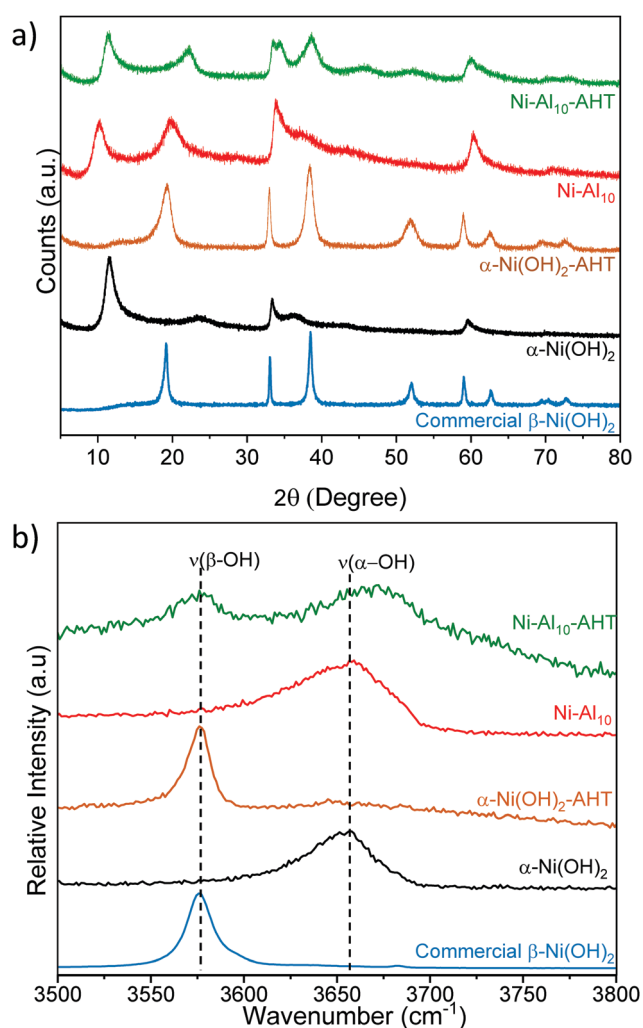 a)
Counts (a.u.)
Ni-Al₁₀-AHT
Ni-Al₁₀
α-Ni(OH)₂-AHT
α-Ni(OH)₂
Commercial β-Ni(OH)₂
10 20 30 40 50 60 70 80
2θ (Degree)
b)
Relative Intensity (a.u)
ν(β-OH) ν(α–OH)
Ni-Al₁₀-AHT
Ni-Al₁₀
α-Ni(OH)₂-AHT
α-Ni(OH)₂
Commercial β-Ni(OH)₂
3500 3550 3600 3650 3700 3750 3800
Wavenumber (cm⁻¹)